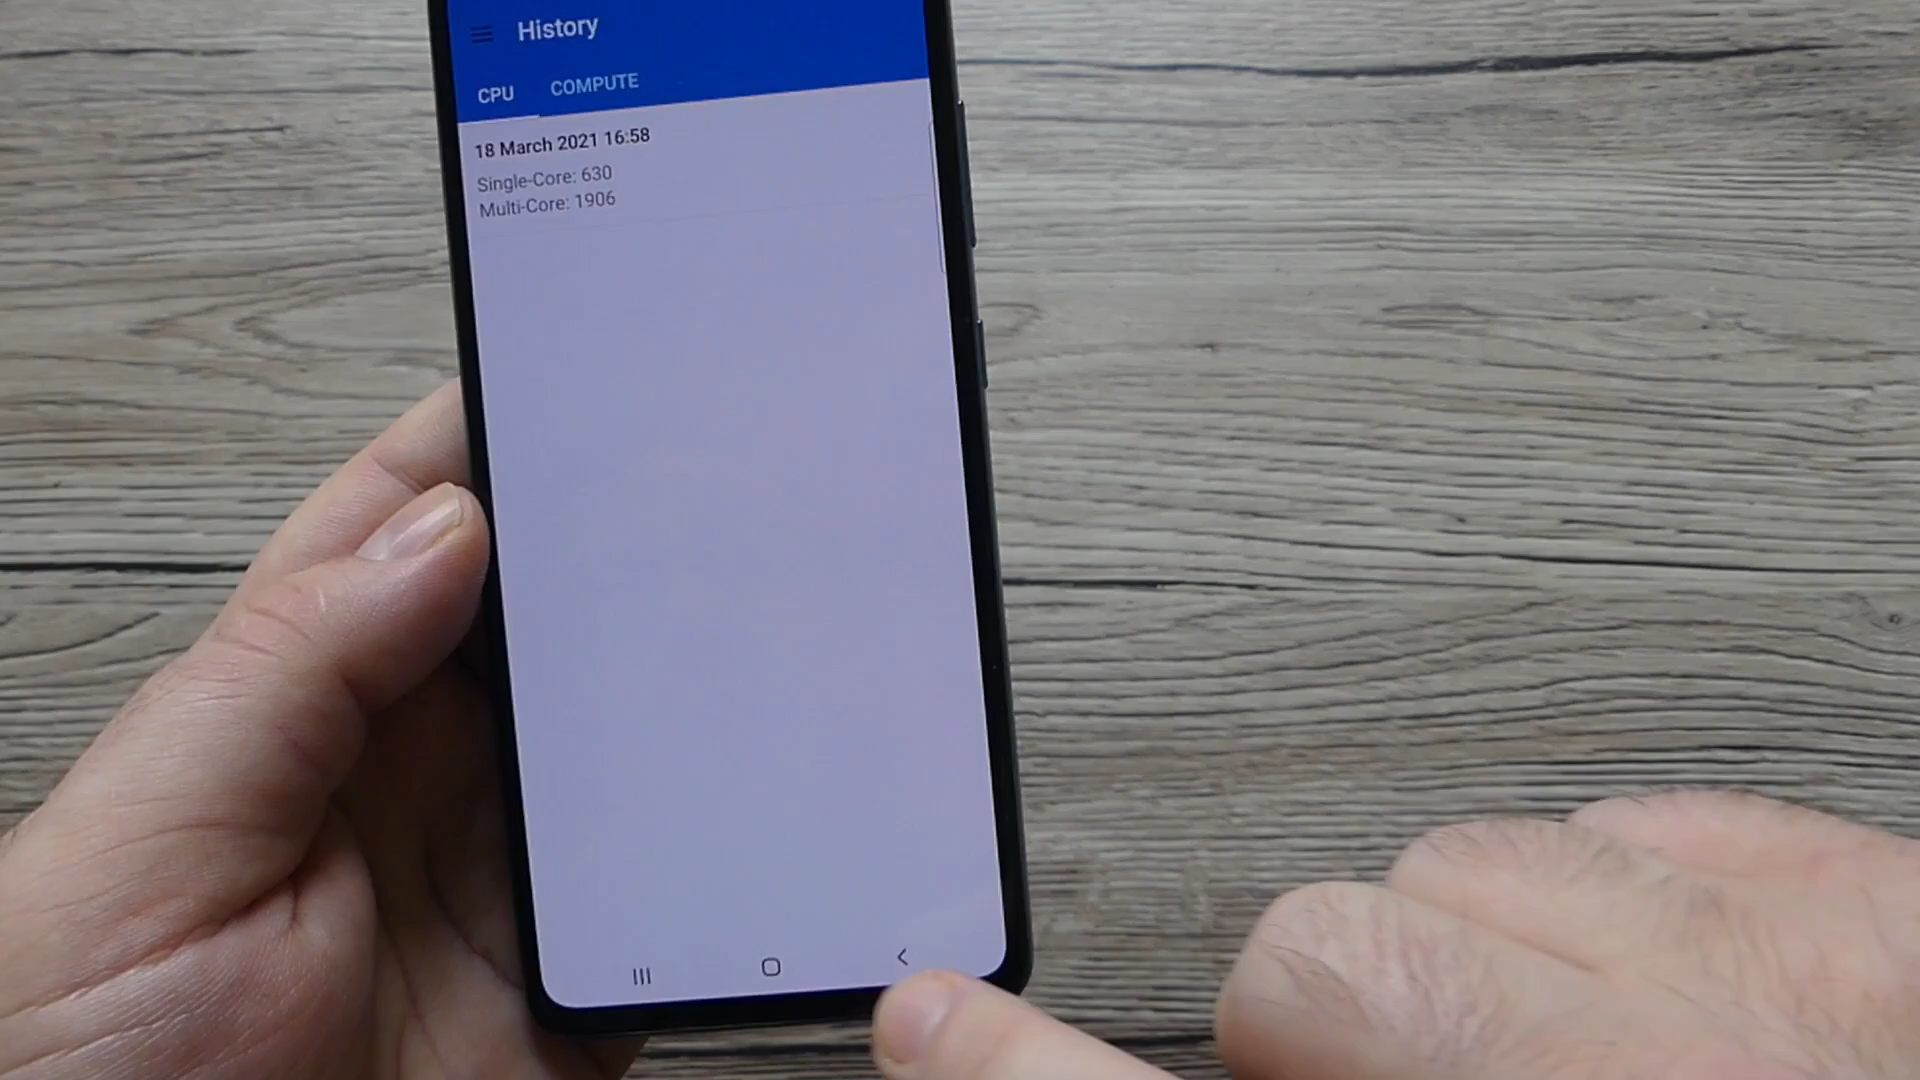 History
CPU COMPUTE
18 March 2021 16:58
Single-Core: 630
Multi-Core: 1906